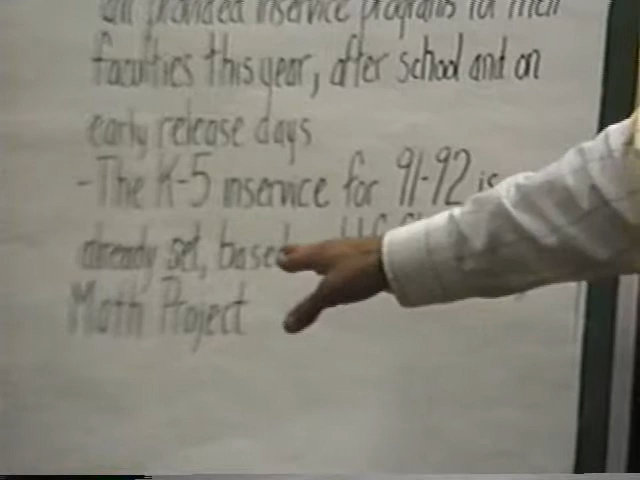 all provided inservice programs for their
faculties this year, after school and on
early release days
-The K-5 inservice for 91-92 is
already set, based
Math Project